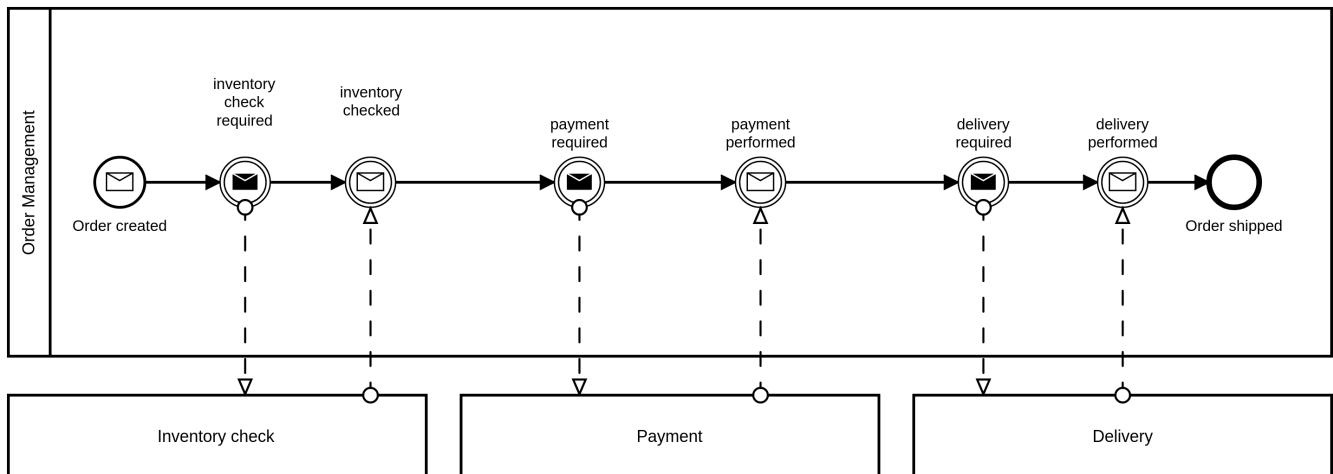 Order Management
inventory
check
required
inventory
checked
payment
required
payment
performed
delivery
required
delivery
performed
Order created
Order shipped
Inventory check
Payment
Delivery